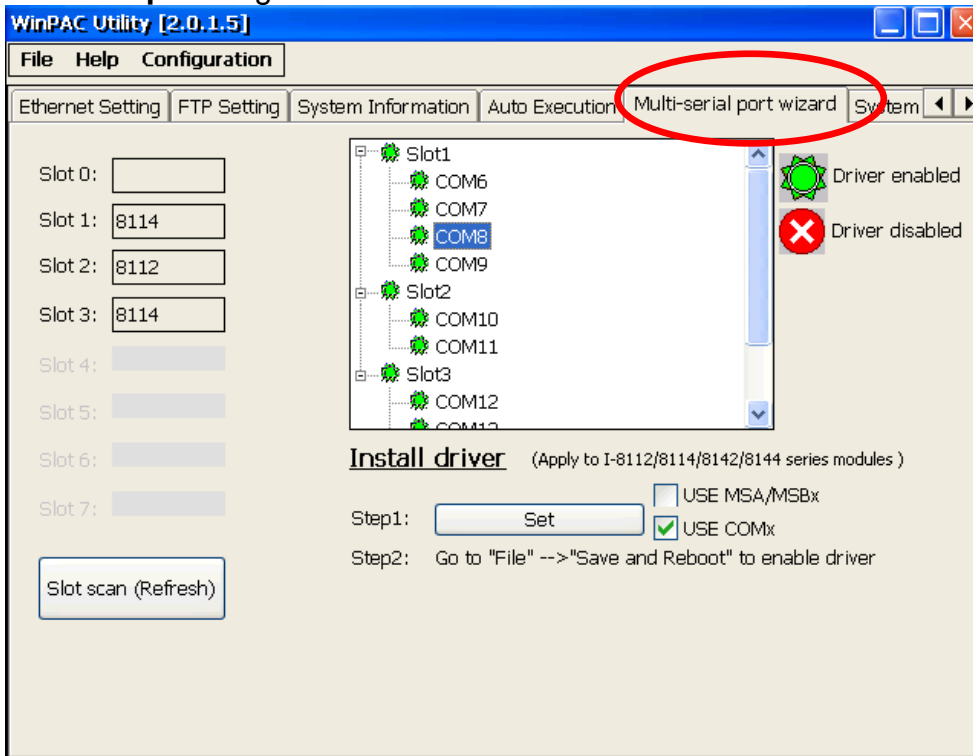 WinPAC Utility [2.0.1.5]
File Help Configuration
Ethernet Setting FTP Setting System Information Auto Execution Multi-serial port wizard System
Slot 0:
Slot 1: 8114
Slot 2: 8112
Slot 3: 8114
Slot 4:
Slot 5:
Slot 6:
Slot 7:
Slot scan (Refresh)
Slot1
COM6
COM7
COM8
COM9
Slot2
COM10
COM11
Slot3
COM12
COM13
Driver enabled
Driver disabled
Install driver (Apply to I-8112/8114/8142/8144 series modules )
USE MSA/MSBx
Step1: Set
USE COMx
Step2: Go to "File" -->"Save and Reboot" to enable driver